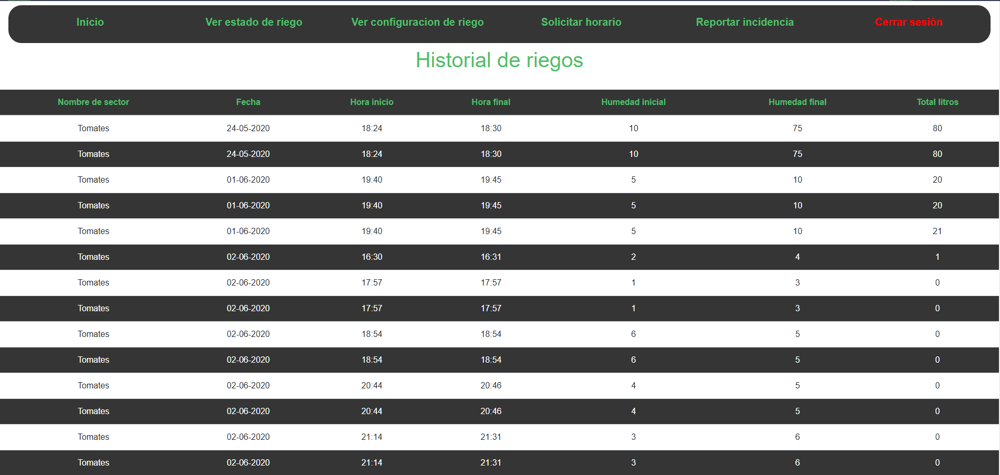 Inicio Ver estado de riego Ver configuracion de riego Solicitar horario Reportar incidencia Cerrar sesión
Historial de riegos
Nombre de sector Fecha Hora inicio Hora final Humedad inicial Humedad final Total litros
Tomates 24-05-2020 18:24 18:30 10 75 80
Tomates 24-05-2020 18:24 18:30 10 75 80
Tomates 01-06-2020 19:40 19:45 5 10 20
Tomates 01-06-2020 19:40 19:45 5 10 20
Tomates 01-06-2020 19:40 19:45 5 10 21
Tomates 02-06-2020 16:30 16:31 2 4 1
Tomates 02-06-2020 17:57 17:57 1 3 0
Tomates 02-06-2020 17:57 17:57 1 3 0
Tomates 02-06-2020 18:54 18:54 6 5 0
Tomates 02-06-2020 18:54 18:54 6 5 0
Tomates 02-06-2020 20:44 20:46 4 5 0
Tomates 02-06-2020 20:44 20:46 4 5 0
Tomates 02-06-2020 21:14 21:31 3 6 0
Tomates 02-06-2020 21:14 21:31 3 6 0